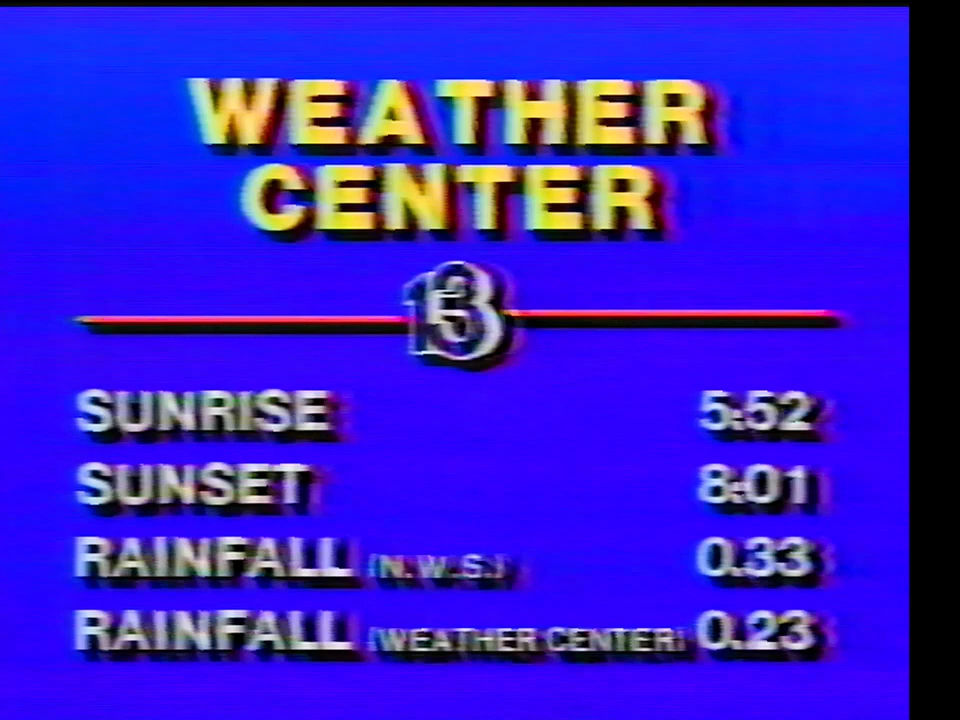 WEATHER
CENTER
13
SUNRISE 5:52
SUNSET 8:01
RAINFALL (N.W.S.) 0.33
RAINFALL (WEATHER CENTER) 0.23